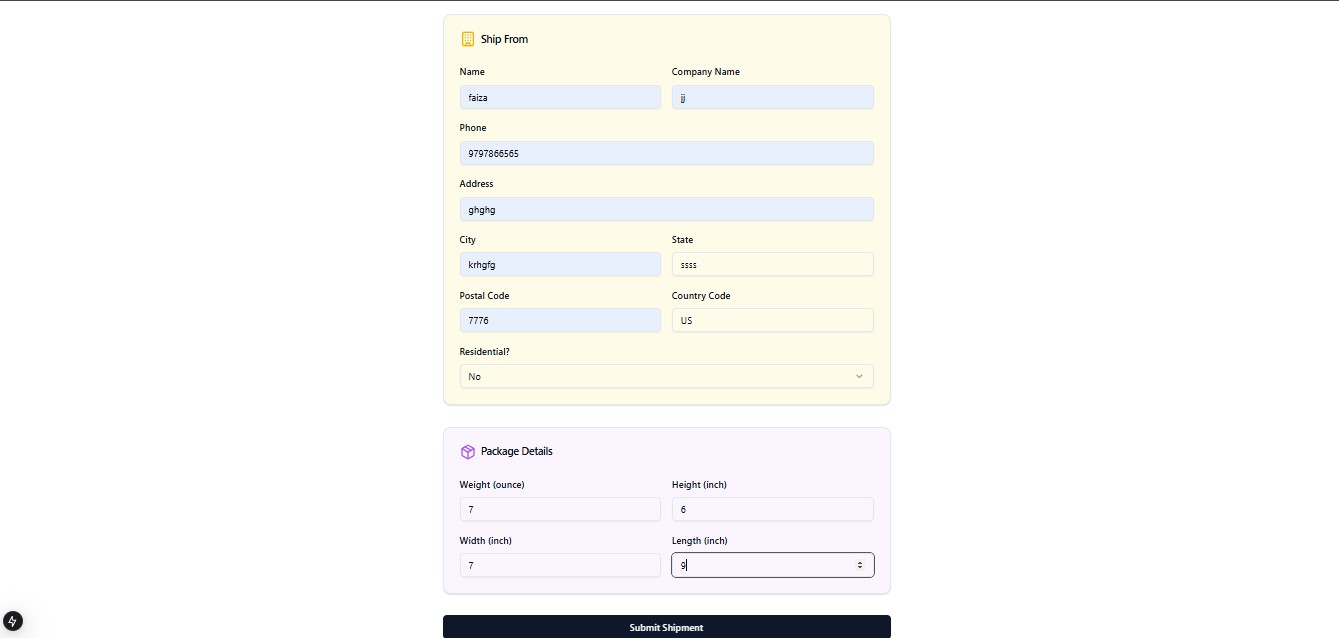 Ship From
Name Company Name
faiza jj
Phone
9797866565
Address
ghghg
City State
krhgfg ssss
Postal Code Country Code
7776 US
Residential?
No
Package Details
Weight (ounce) Height (inch)
7 6
Width (inch) Length (inch)
7 9
Submit Shipment